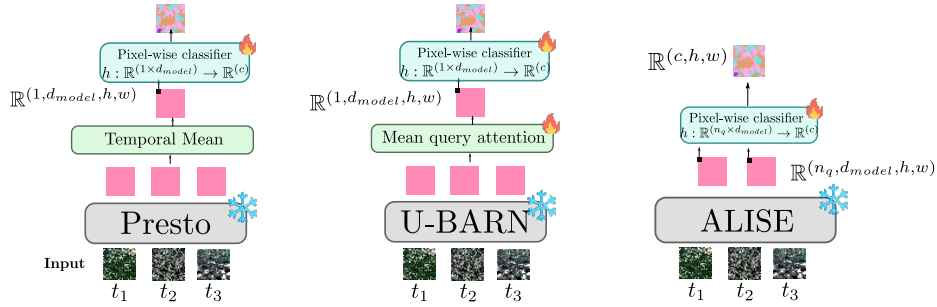 Pixel-wise classifier
h : ℝ^(1×d_model) → ℝ^(c)
ℝ^(1,d_model,h,w)
Temporal Mean
Presto
Input
t_1 t_2 t_3
Pixel-wise classifier
h : ℝ^(1×d_model) → ℝ^(c)
ℝ^(1,d_model,h,w)
Mean query attention
U-BARN
t_1 t_2 t_3
ℝ^(c,h,w)
Pixel-wise classifier
h : ℝ^(n_q×d_model) → ℝ^(c)
ℝ^(n_q,d_model,h,w)
ALISE
t_1 t_2 t_3